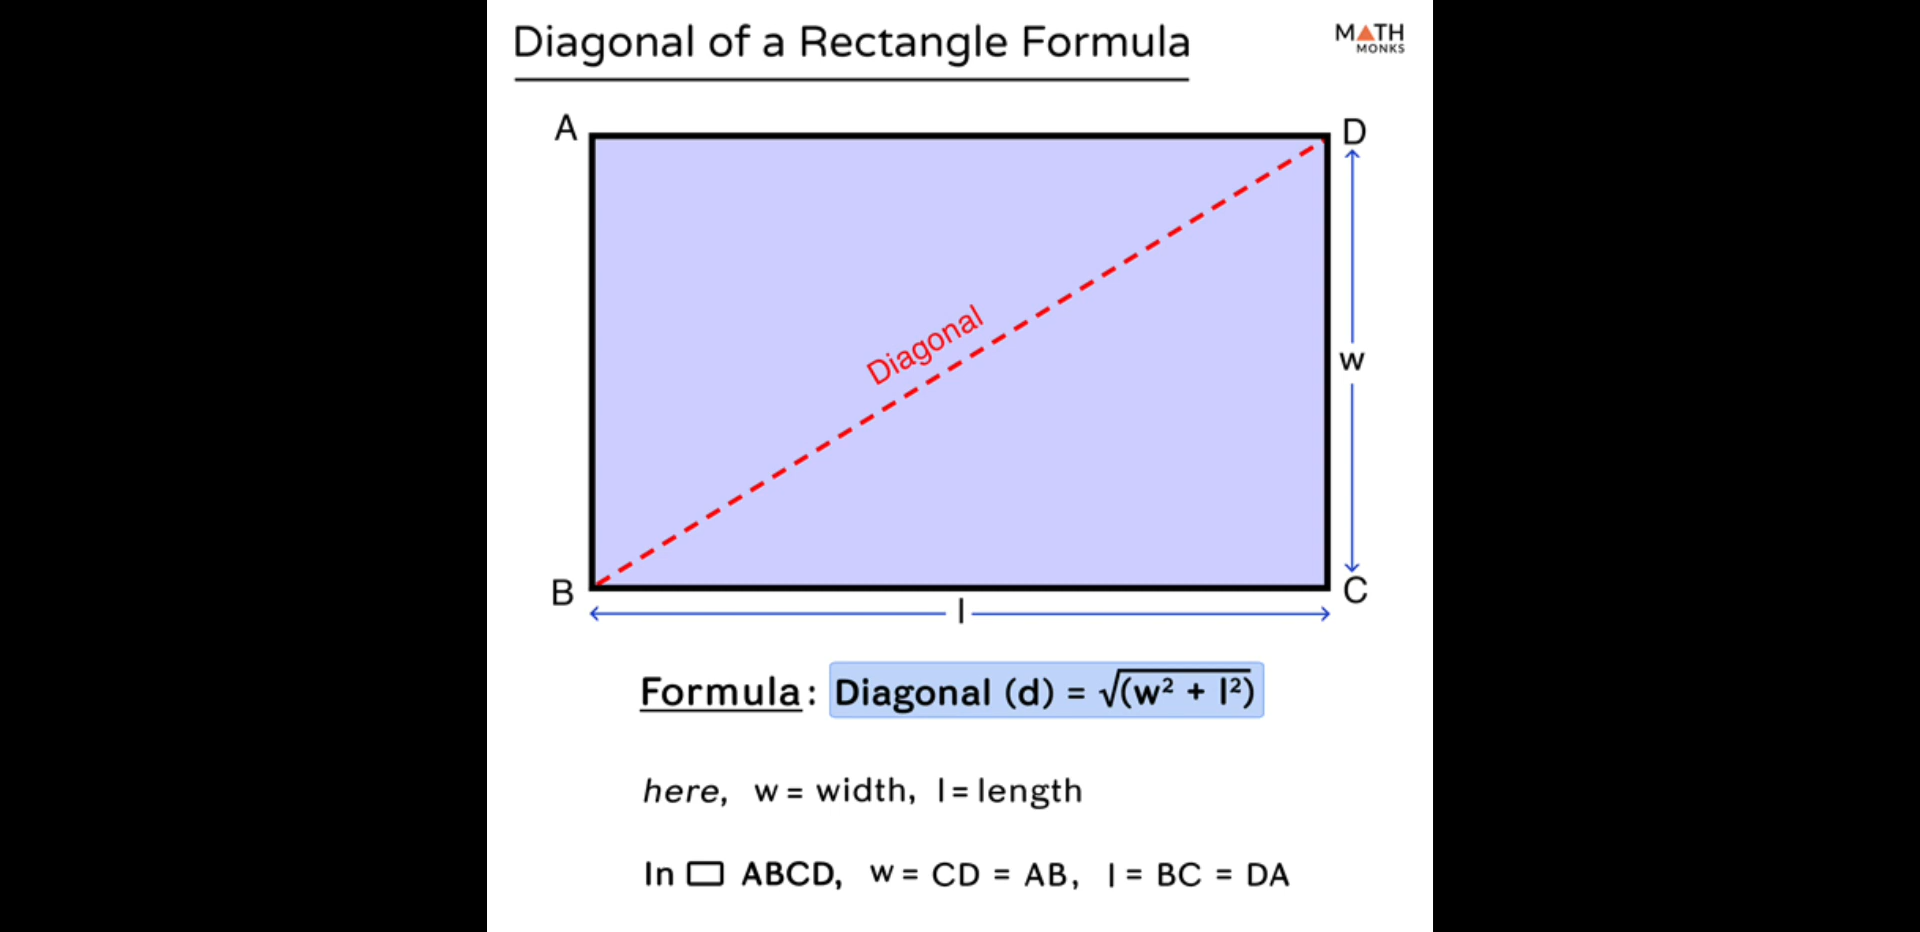 Diagonal of a Rectangle Formula
MATH
MONKS
A
D
Diagonal
w
B
C
l
Formula: Diagonal (d) = √(w² + l²)
here, w = width, l = length
In ▭ ABCD, w = CD = AB, l = BC = DA